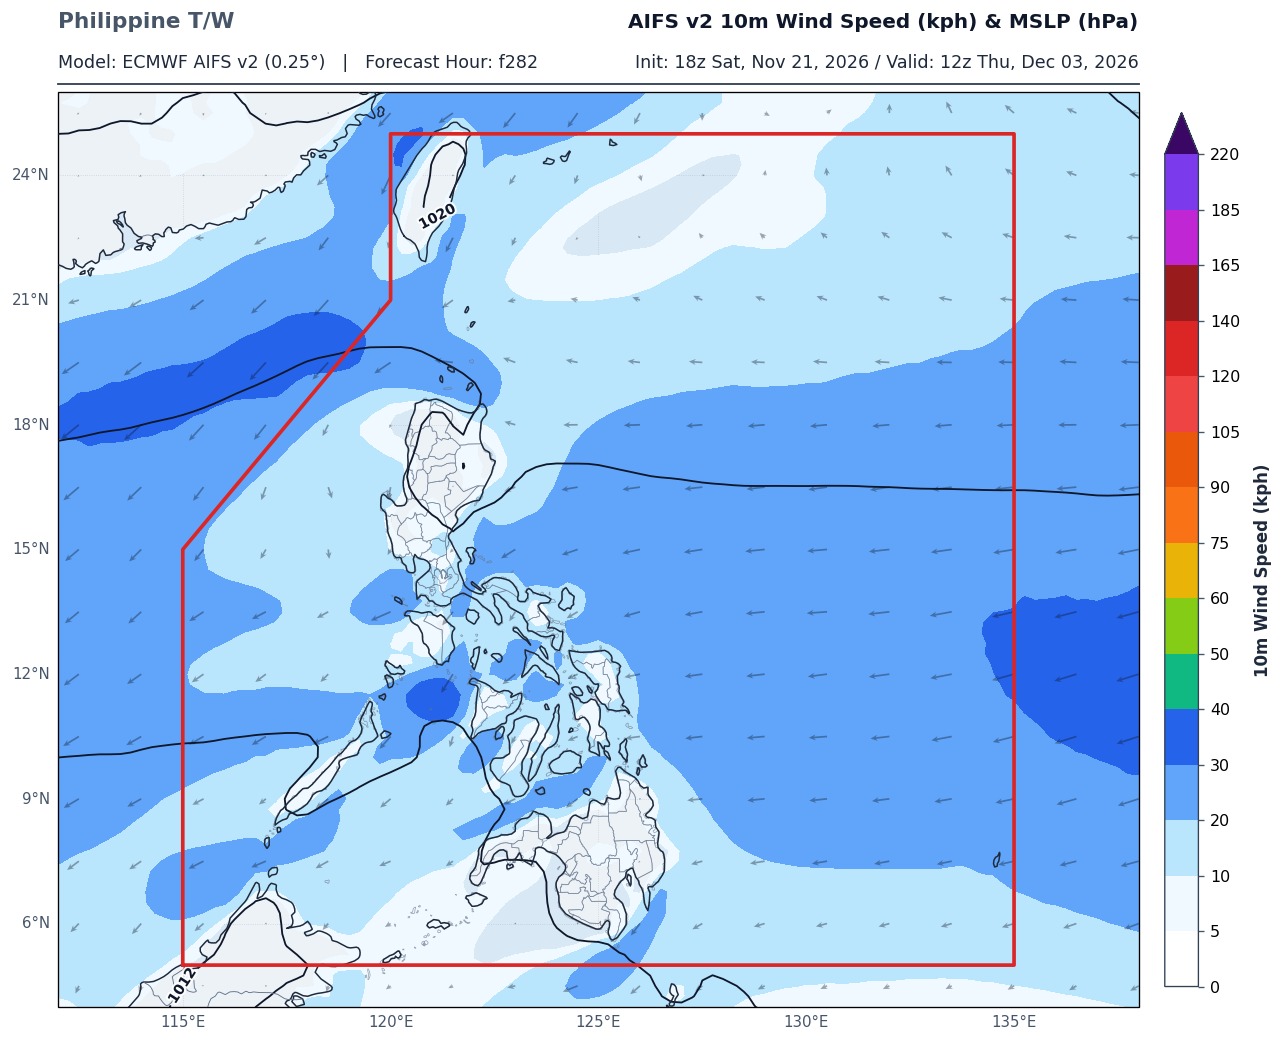 Philippine T/W
AIFS v2 10m Wind Speed (kph) & MSLP (hPa)
Model: ECMWF AIFS v2 (0.25°) | Forecast Hour: f282
Init: 18z Sat, Nov 21, 2026 / Valid: 12z Thu, Dec 03, 2026
24°N
21°N
18°N
15°N
12°N
9°N
6°N
1020
1012
115°E
120°E
125°E
130°E
135°E
220
185
165
140
120
105
90
75
60
50
40
30
20
10
5
0
10m Wind Speed (kph)